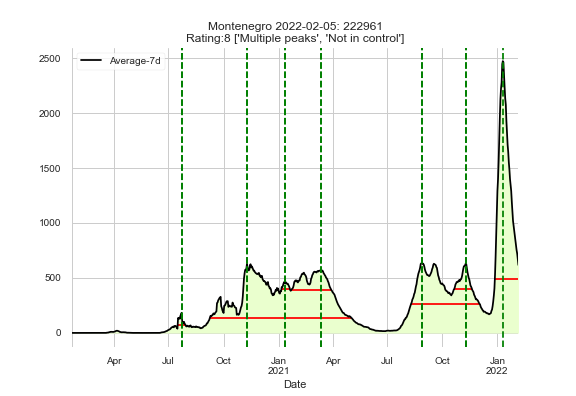 Montenegro 2022-02-05: 222961
Rating:8 ['Multiple peaks', 'Not in control']
Average-7d
2500
2000
1500
1000
500
0
Apr Jul Oct Jan Apr Jul Oct Jan
2021 2022
Date